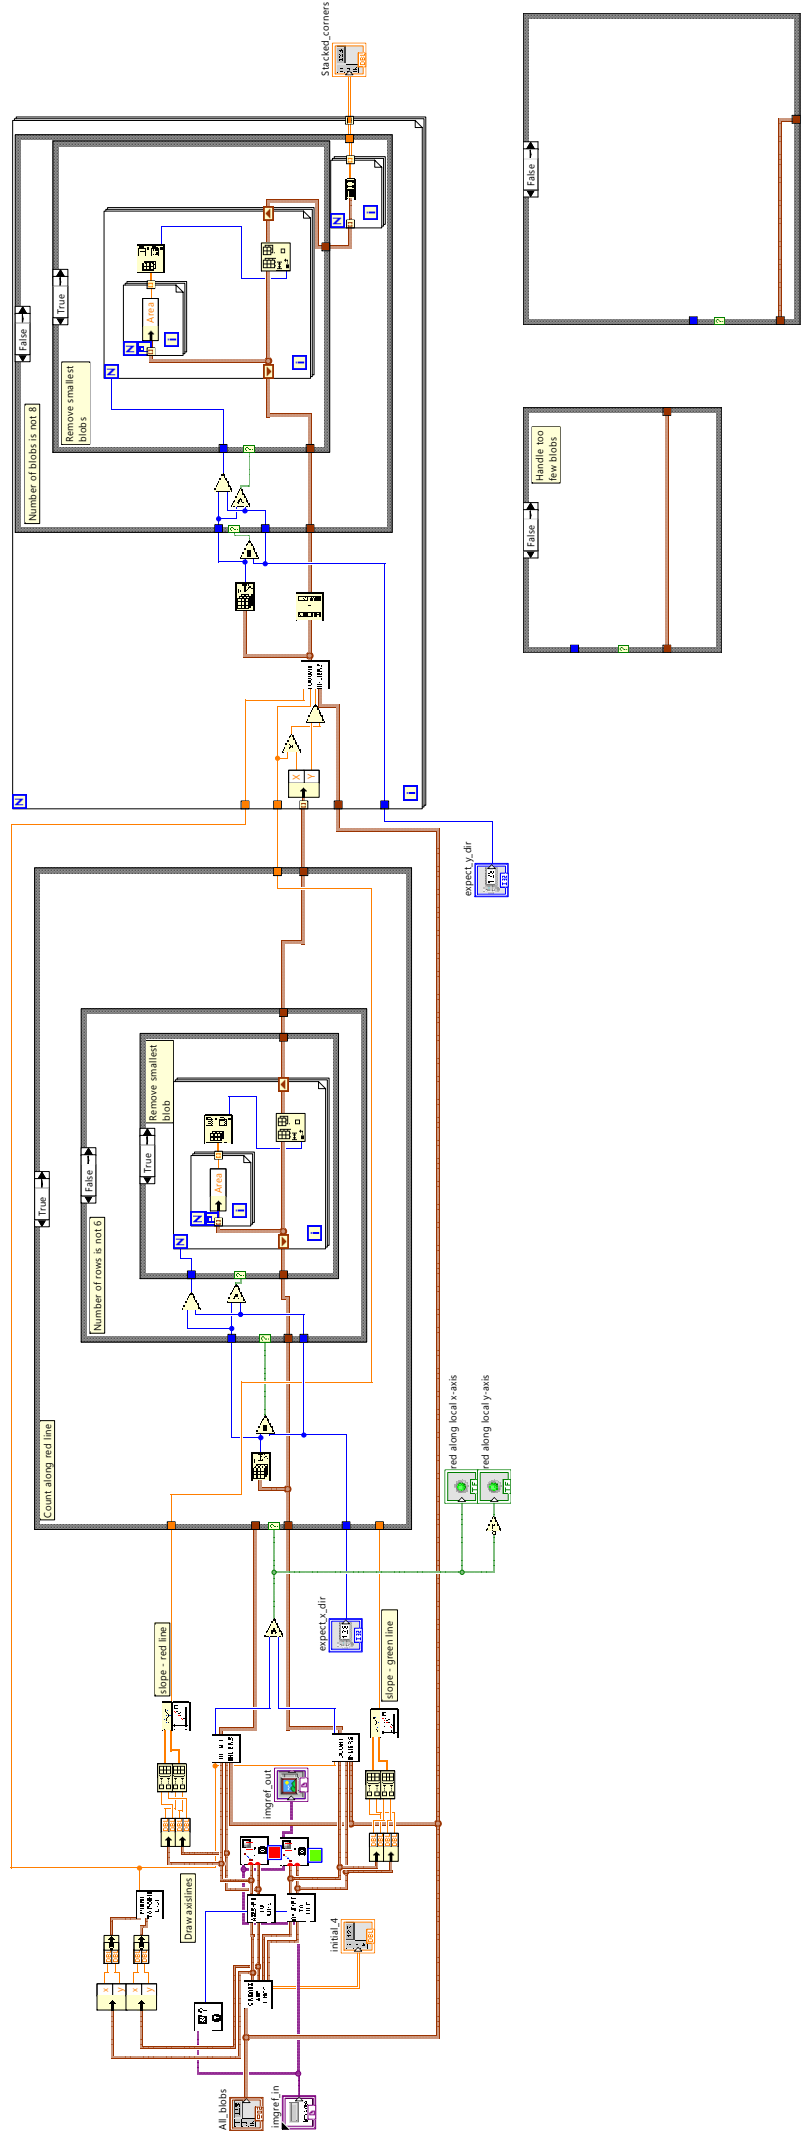 Stacked_corners
False
True
Number of blobs is not 8
Remove smallest
blobs
Area
N
i
N
i
N
i
N
i
X
Y
expect_y_dir
True
False
True
Count along red line
Number of rows is not 6
Remove smallest
blob
Area
N
i
N
i
red along local x-axis
red along local y-axis
expect_x_dir
slope - red line
slope - green line
imgref_out
Draw axislines
initial_4
x
y
x
y
All_blobs
imgref_in
False
False
Handle too
few blobs